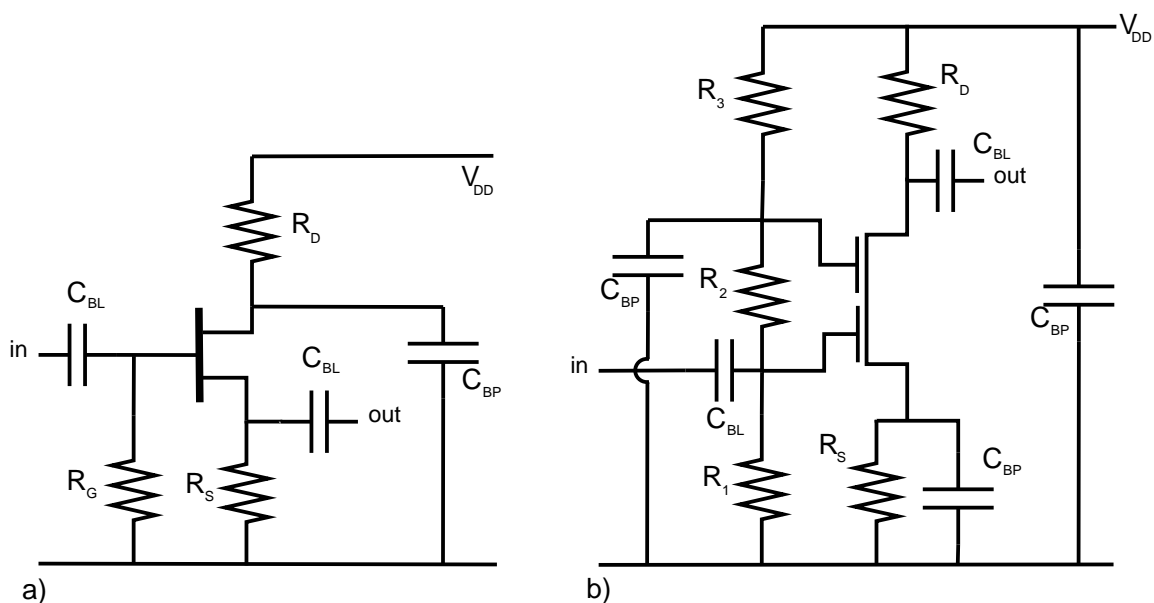 V_DD
R_D
C_BL
in
C_BL
out
C_BP
R_G
R_S
a)
V_DD
R_3
R_D
C_BL
out
C_BP
R_2
C_BP
in
C_BL
R_1
R_S
C_BP
b)